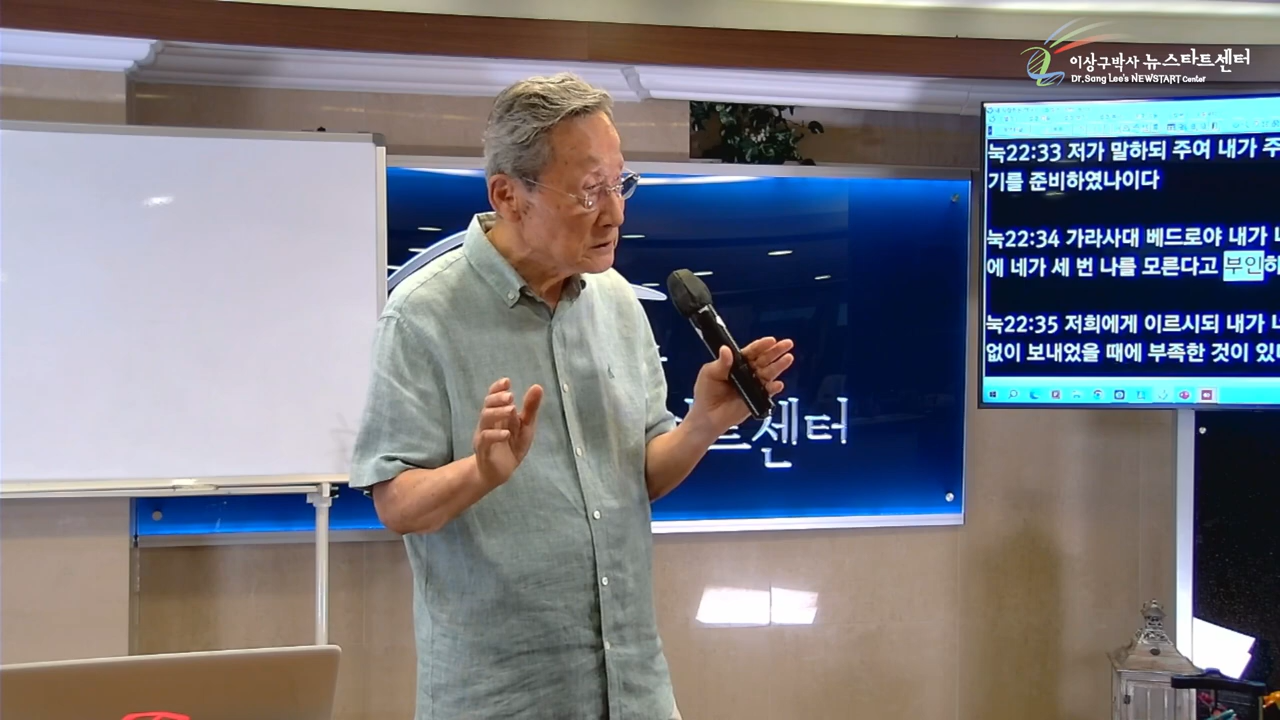 이상구박사 뉴스타트센터
Dr. Sang Lee's NEWSTART Center
눅22:33 저가 말하되 주여 내가 주
기를 준비하였나이다
눅22:34 가라사대 베드로야 내가
에 네가 세 번 나를 모른다고 부인하
눅22:35 저희에게 이르시되 내가
없이 보내었을 때에 부족한 것이 있
트센터